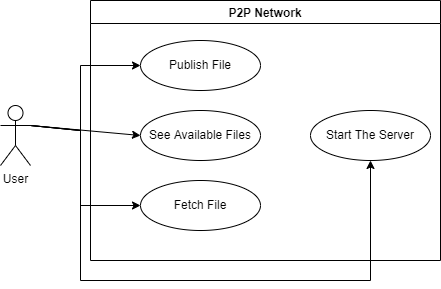 P2P Network
Publish File
See Available Files
Start The Server
User
Fetch File